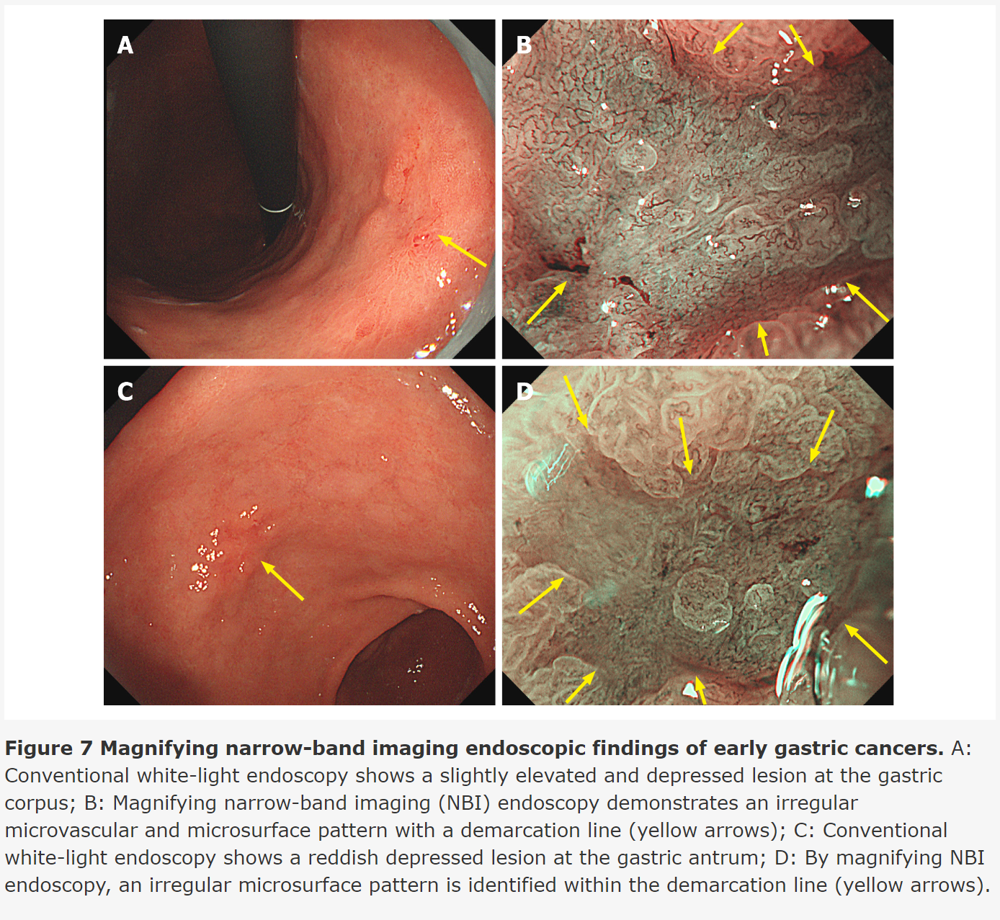 A
B
C
D
Figure 7 Magnifying narrow-band imaging endoscopic findings of early gastric cancers. A:
Conventional white-light endoscopy shows a slightly elevated and depressed lesion at the gastric
corpus; B: Magnifying narrow-band imaging (NBI) endoscopy demonstrates an irregular
microvascular and microsurface pattern with a demarcation line (yellow arrows); C: Conventional
white-light endoscopy shows a reddish depressed lesion at the gastric antrum; D: By magnifying NBI
endoscopy, an irregular microsurface pattern is identified within the demarcation line (yellow arrows).